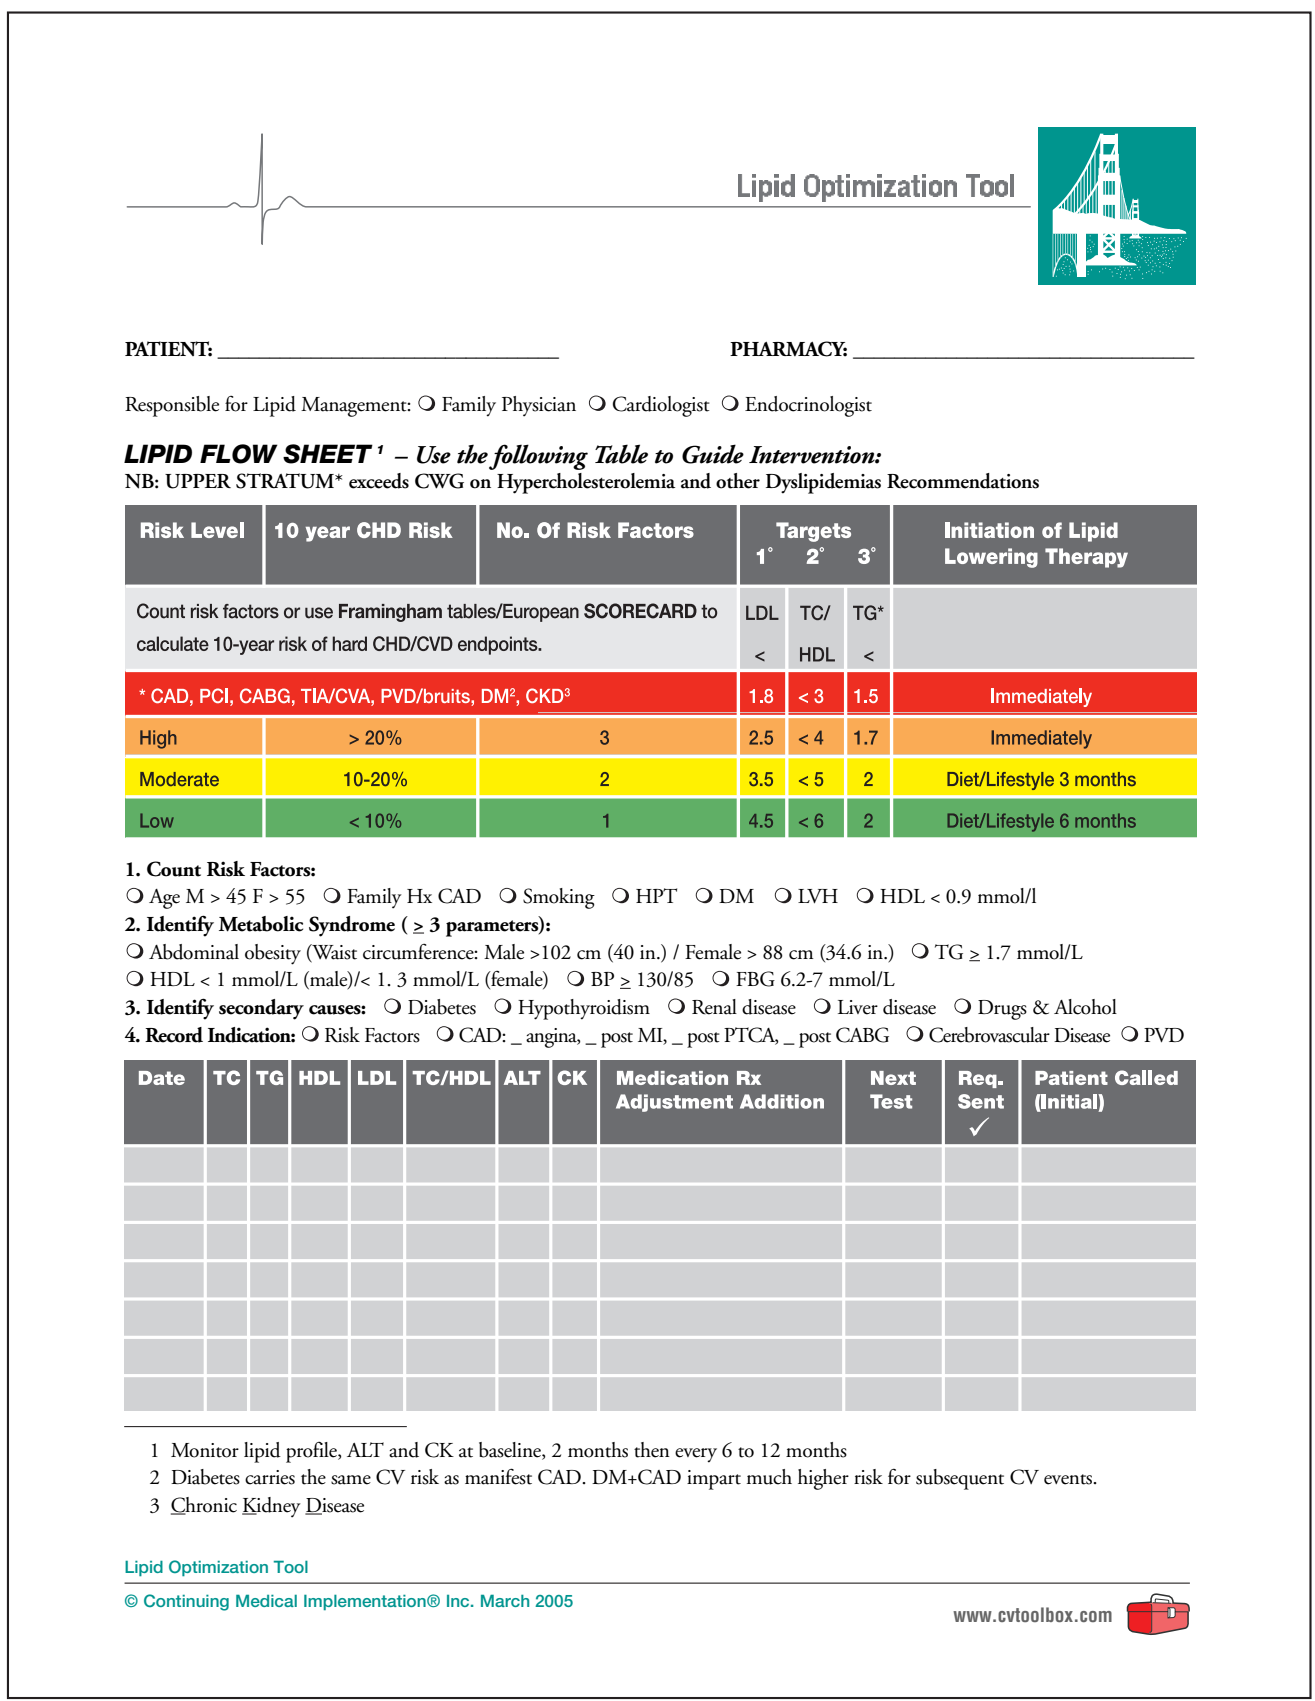 Lipid Optimization Tool
PATIENT: ________________________________ PHARMACY: ________________________________
Responsible for Lipid Management: ❍ Family Physician ❍ Cardiologist ❍ Endocrinologist
LIPID FLOW SHEET ¹ – Use the following Table to Guide Intervention:
NB: UPPER STRATUM* exceeds CWG on Hypercholesterolemia and other Dyslipidemias Recommendations
Risk Level 10 year CHD Risk No. Of Risk Factors Targets Initiation of Lipid
1° 2° 3° Lowering Therapy
Count risk factors or use Framingham tables/European SCORECARD to LDL TC/ TG*
calculate 10-year risk of hard CHD/CVD endpoints. < HDL <
* CAD, PCI, CABG, TIA/CVA, PVD/bruits, DM², CKD³ 1.8 < 3 1.5 Immediately
High > 20% 3 2.5 < 4 1.7 Immediately
Moderate 10-20% 2 3.5 < 5 2 Diet/Lifestyle 3 months
Low < 10% 1 4.5 < 6 2 Diet/Lifestyle 6 months
1. Count Risk Factors:
❍ Age M > 45 F > 55 ❍ Family Hx CAD ❍ Smoking ❍ HPT ❍ DM ❍ LVH ❍ HDL < 0.9 mmol/l
2. Identify Metabolic Syndrome ( ≥ 3 parameters):
❍ Abdominal obesity (Waist circumference: Male >102 cm (40 in.) / Female > 88 cm (34.6 in.) ❍ TG ≥ 1.7 mmol/L
❍ HDL < 1 mmol/L (male)/< 1. 3 mmol/L (female) ❍ BP ≥ 130/85 ❍ FBG 6.2-7 mmol/L
3. Identify secondary causes: ❍ Diabetes ❍ Hypothyroidism ❍ Renal disease ❍ Liver disease ❍ Drugs & Alcohol
4. Record Indication: ❍ Risk Factors ❍ CAD: _ angina, _ post MI, _ post PTCA, _ post CABG ❍ Cerebrovascular Disease ❍ PVD
Date TC TG HDL LDL TC/HDL ALT CK Medication Rx Next Req. Patient Called
Adjustment Addition Test Sent (Initial)
✓
1 Monitor lipid profile, ALT and CK at baseline, 2 months then every 6 to 12 months
2 Diabetes carries the same CV risk as manifest CAD. DM+CAD impart much higher risk for subsequent CV events.
3 Chronic Kidney Disease
Lipid Optimization Tool
© Continuing Medical Implementation® Inc. March 2005
www.cvtoolbox.com